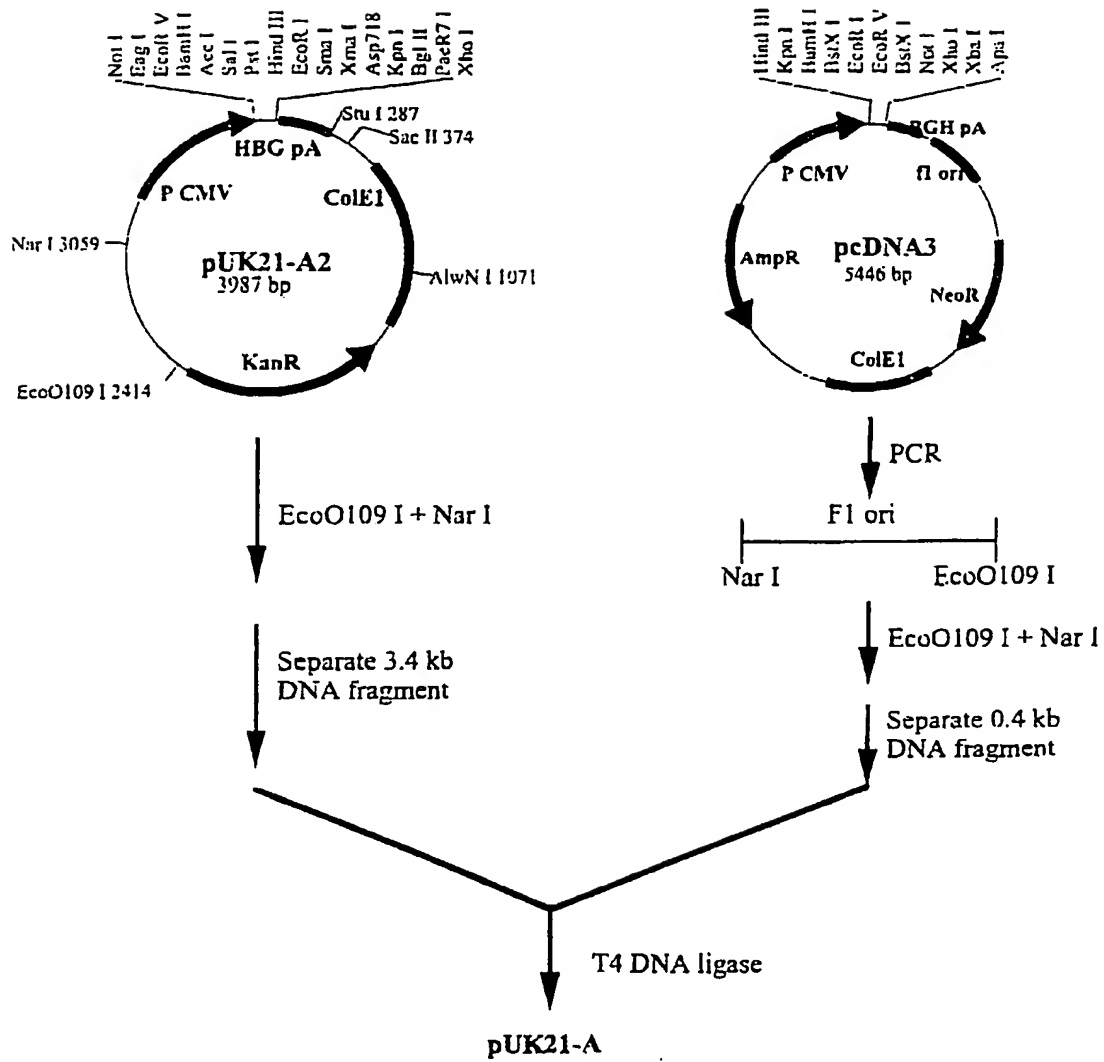 Not I
Eag I
EcoR V
BamH I
Acc I
Sal I
Pst I
Hind III
EcoR I
Sma I
Xma I
Asp718
Kpn I
Bgl II
PaeR7 I
Xho I
Stu I 287
Sac II 374
HBG pA
P CMV
ColE1
Nar I 3059
pUK21-A2
3987 bp
AlwN I 1071
KanR
EcoO109 I 2414
Hind III
Kpn I
BumH I
BstX I
EcoR I
EcoR V
BstX I
Not I
Xho I
Xba I
Apa I
BGH pA
P CMV
f1 ori
AmpR
pcDNA3
5446 bp
NeoR
ColE1
EcoO109 I + Nar I
PCR
F1 ori
Nar I
EcoO109 I
Separate 3.4 kb
DNA fragment
EcoO109 I + Nar I
Separate 0.4 kb
DNA fragment
T4 DNA ligase
pUK21-A